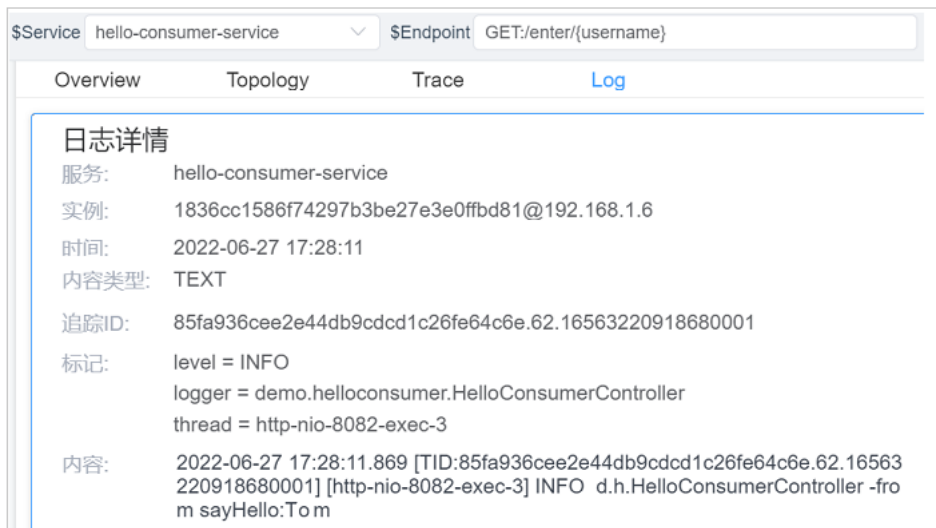 $Service hello-consumer-service $Endpoint GET:/enter/{username}
Overview Topology Trace Log
日志详情
服务: hello-consumer-service
实例: 1836cc1586f74297b3be27e3e0ffbd81@192.168.1.6
时间: 2022-06-27 17:28:11
内容类型: TEXT
追踪ID: 85fa936cee2e44db9cdcd1c26fe64c6e.62.16563220918680001
标记: level = INFO
logger = demo.helloconsumer.HelloConsumerController
thread = http-nio-8082-exec-3
内容: 2022-06-27 17:28:11.869 [TID:85fa936cee2e44db9cdcd1c26fe64c6e.62.16563
220918680001] [http-nio-8082-exec-3] INFO d.h.HelloConsumerController -fro
m sayHello:Tom